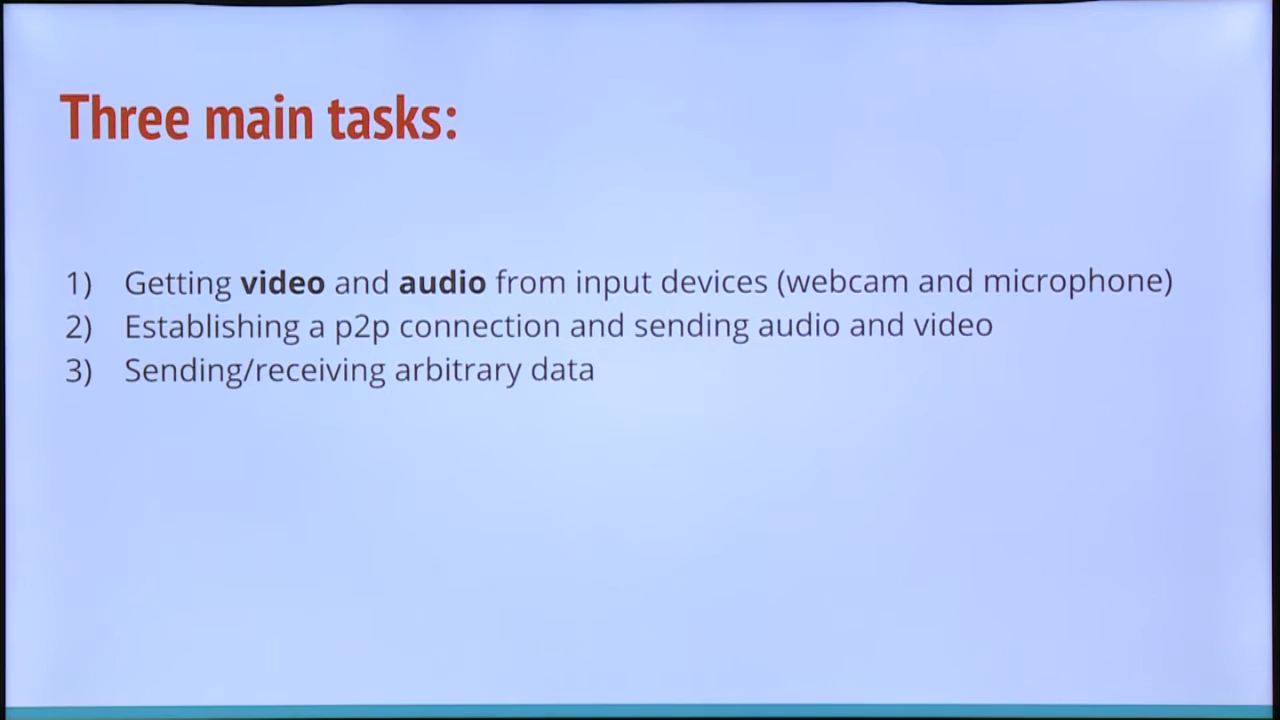 Three main tasks:
1) Getting video and audio from input devices (webcam and microphone)
2) Establishing a p2p connection and sending audio and video
3) Sending/receiving arbitrary data